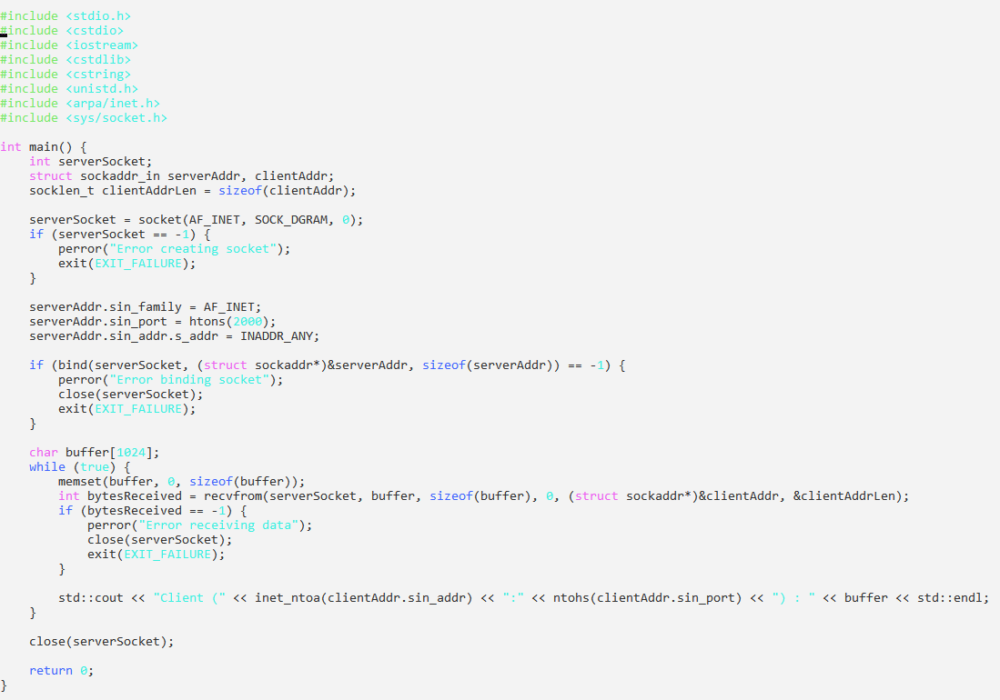 #include <stdio.h>
#include <cstdio>
#include <iostream>
#include <cstdlib>
#include <cstring>
#include <unistd.h>
#include <arpa/inet.h>
#include <sys/socket.h>

int main() {
    int serverSocket;
    struct sockaddr_in serverAddr, clientAddr;
    socklen_t clientAddrLen = sizeof(clientAddr);

    serverSocket = socket(AF_INET, SOCK_DGRAM, 0);
    if (serverSocket == -1) {
        perror("Error creating socket");
        exit(EXIT_FAILURE);
    }

    serverAddr.sin_family = AF_INET;
    serverAddr.sin_port = htons(2000);
    serverAddr.sin_addr.s_addr = INADDR_ANY;

    if (bind(serverSocket, (struct sockaddr*)&serverAddr, sizeof(serverAddr)) == -1) {
        perror("Error binding socket");
        close(serverSocket);
        exit(EXIT_FAILURE);
    }

    char buffer[1024];
    while (true) {
        memset(buffer, 0, sizeof(buffer));
        int bytesReceived = recvfrom(serverSocket, buffer, sizeof(buffer), 0, (struct sockaddr*)&clientAddr, &clientAddrLen);
        if (bytesReceived == -1) {
            perror("Error receiving data");
            close(serverSocket);
            exit(EXIT_FAILURE);
        }

        std::cout << "Client (" << inet_ntoa(clientAddr.sin_addr) << ":" << ntohs(clientAddr.sin_port) << ") : " << buffer << std::endl;
    }

    close(serverSocket);

    return 0;
}